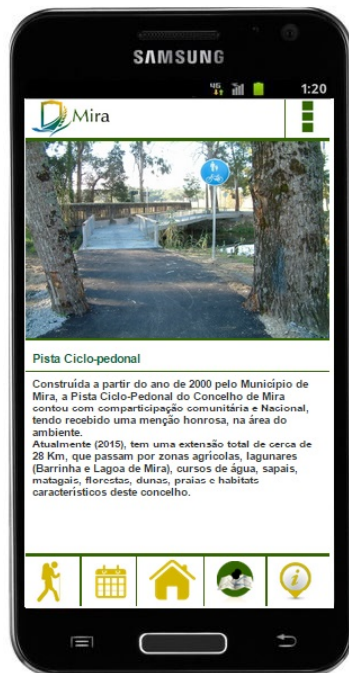 SAMSUNG
4G
1:20
Mira
Pista Ciclo-pedonal
Construída a partir do ano de 2000 pelo Município de
Mira, a Pista Ciclo-Pedonal do Concelho de Mira
contou com comparticipação comunitária e Nacional,
tendo recebido uma menção honrosa, na área do
ambiente.
Atualmente (2015), tem uma extensão total de cerca de
28 Km, que passam por zonas agrícolas, lagunares
(Barrinha e Lagoa de Mira), cursos de água, sapais,
matagais, florestas, dunas, praias e habitats
característicos deste concelho.
i